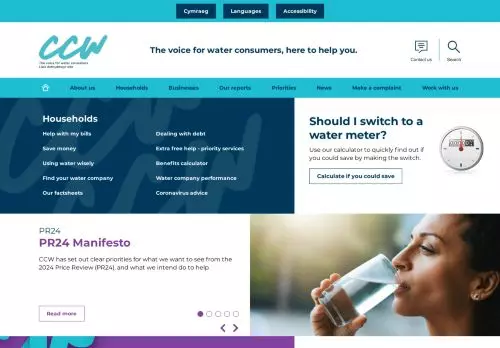 Cymraeg
Languages
Accessibility
CCW
The voice for water consumers
The voice for water consumers, here to help you.
Contact us
Search
About us
Households
Businesses
Our reports
Priorities
News
Make a complaint
Work with us
Households
Help with my bills
Dealing with debt
Save money
Extra free help - priority services
Using water wisely
Benefits calculator
Find your water company
Water company performance
Our factsheets
Coronavirus advice
Should I switch to a
water meter?
Use our calculator to quickly find out if
you could save by making the switch.
Calculate if you could save
PR24
PR24 Manifesto
CCW has set out clear priorities for what we want to see from the
2024 Price Review (PR24), and what we intend do to help
Read more